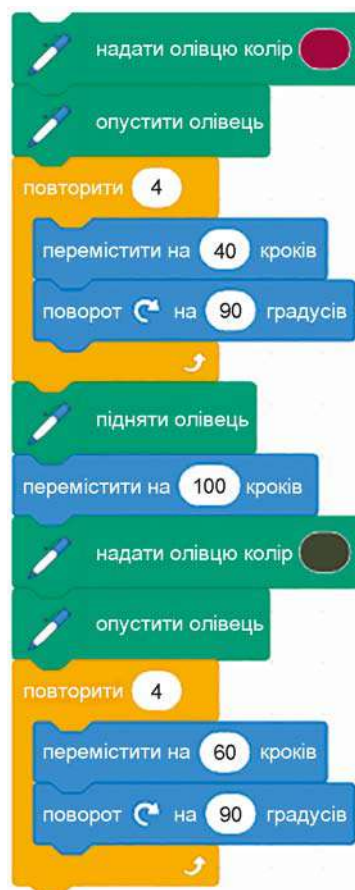 надати олівцю колір
опустити олівець
повторити 4
перемістити на 40 кроків
поворот на 90 градусів
підняти олівець
перемістити на 100 кроків
надати олівцю колір
опустити олівець
повторити 4
перемістити на 60 кроків
поворот на 90 градусів